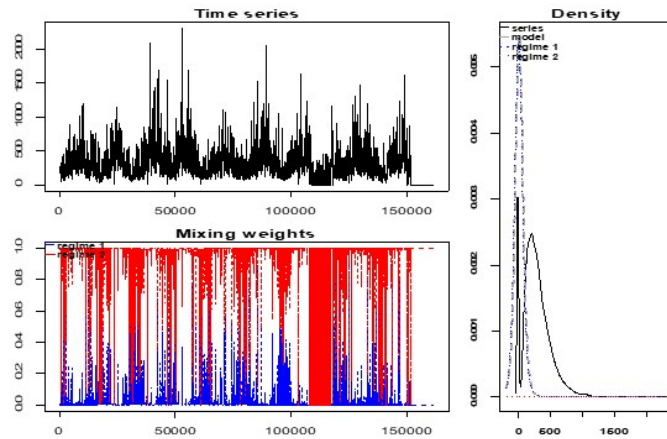 Time series
2000
1500
1000
500
0
0 50000 100000 150000
Mixing weights
regime 1
regime 2
1.0
0.8
0.6
0.4
0.2
0.0
0 50000 100000 150000
Density
series
model
regime 1
regime 2
0.005
0.004
0.003
0.002
0.001
0.000
0 600 1600